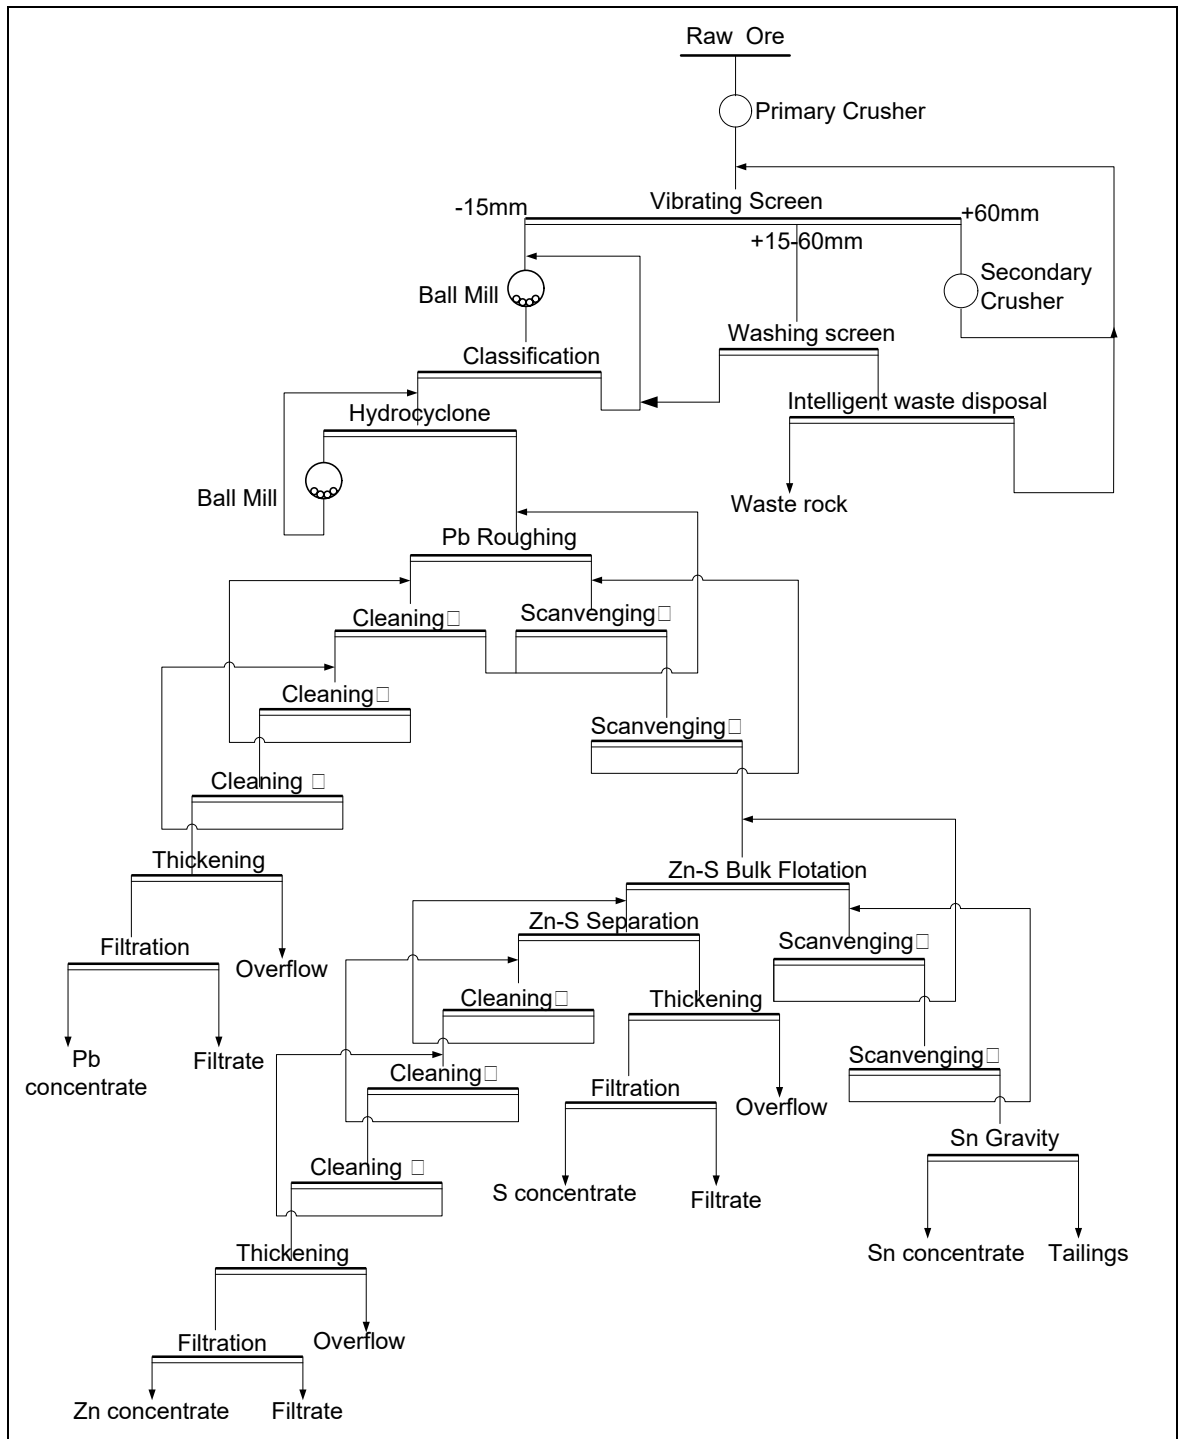 Raw Ore
Primary Crusher
Vibrating Screen
-15mm
+60mm
+15-60mm
Secondary
Crusher
Ball Mill
Washing screen
Classification
Intelligent waste disposal
Hydrocyclone
Ball Mill
Waste rock
Pb Roughing
Cleaning□
Scanvenging□
Cleaning□
Scanvenging□
Cleaning □
Thickening
Zn-S Bulk Flotation
Zn-S Separation
Filtration
Scanvenging□
Overflow
Cleaning□
Thickening
Pb
concentrate
Filtrate
Scanvenging□
Cleaning□
Filtration
Overflow
Sn Gravity
Cleaning □
S concentrate
Filtrate
Thickening
Sn concentrate
Tailings
Filtration
Overflow
Zn concentrate
Filtrate